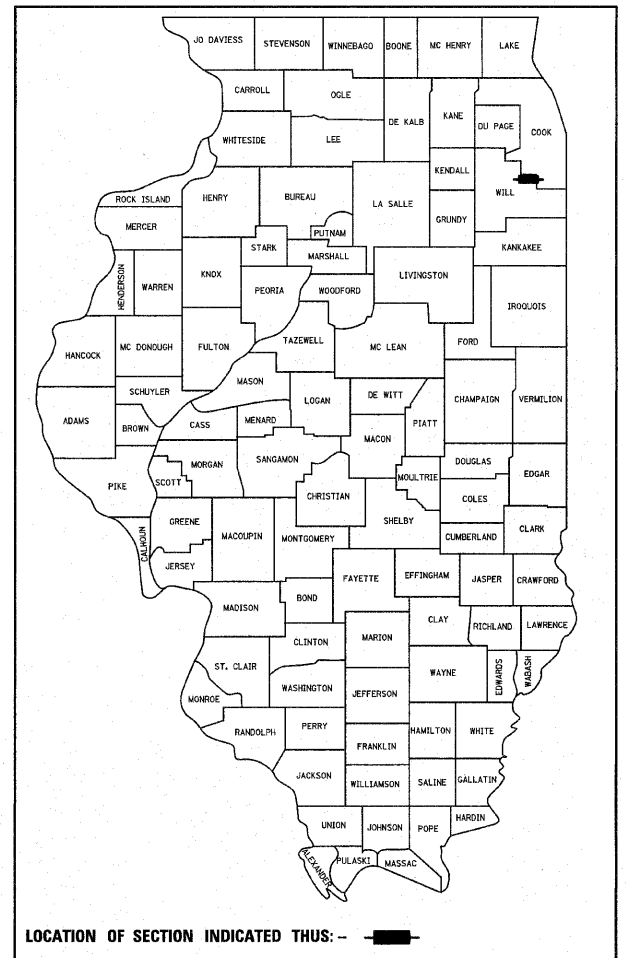 JO DAVIESS STEVENSON WINNEBAGO BOONE MC HENRY LAKE
CARROLL OGLE DE KALB KANE DU PAGE COOK
WHITESIDE LEE KENDALL WILL
ROCK ISLAND HENRY BUREAU LA SALLE GRUNDY
MERCER PUTNAM KANKAKEE
STARK MARSHALL LIVINGSTON
HENDERSON WARREN KNOX PEORIA WOODFORD IROQUOIS
HANCOCK MC DONOUGH FULTON TAZEWELL MC LEAN FORD
MASON
SCHUYLER LOGAN DE WITT CHAMPAIGN VERMILION
ADAMS BROWN CASS MENARD MACON PIATT
MORGAN SANGAMON DOUGLAS EDGAR
PIKE SCOTT CHRISTIAN MOULTRIE COLES
CALHOUN GREENE MACOUPIN MONTGOMERY SHELBY CUMBERLAND CLARK
JERSEY FAYETTE EFFINGHAM JASPER CRAWFORD
MADISON BOND CLAY
CLINTON MARION RICHLAND LAWRENCE
ST. CLAIR WAYNE EDWARDS WABASH
MONROE WASHINGTON JEFFERSON
RANDOLPH PERRY HAMILTON WHITE
FRANKLIN
JACKSON WILLIAMSON SALINE GALLATIN
UNION JOHNSON POPE HARDIN
ALEXANDER PULASKI MASSAC
LOCATION OF SECTION INDICATED THUS: -